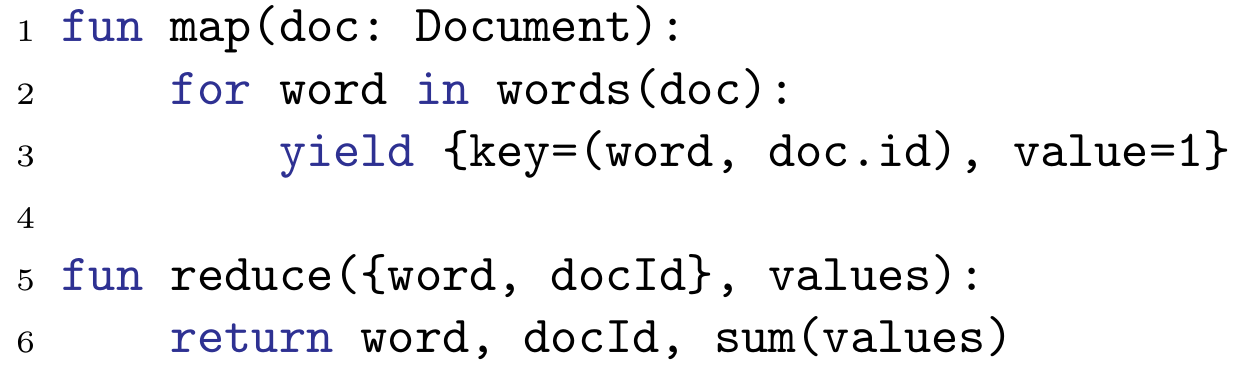 1 fun map(doc: Document):
2     for word in words(doc):
3         yield {key=(word, doc.id), value=1}
4
5 fun reduce({word, docId}, values):
6     return word, docId, sum(values)